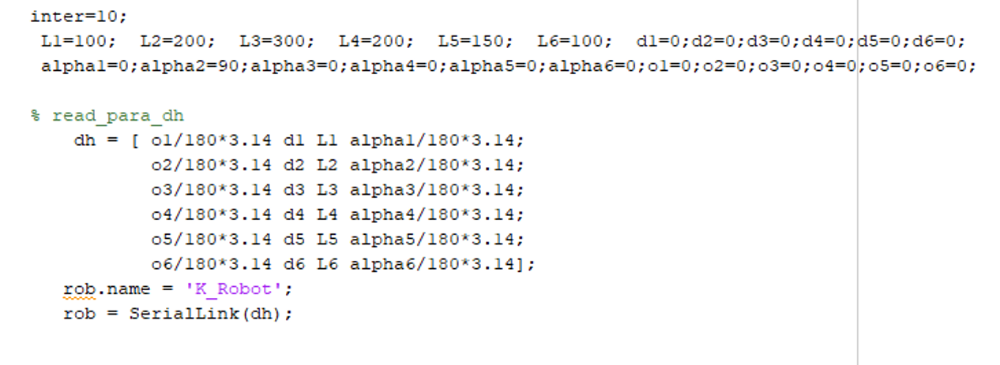 inter=10;
L1=100; L2=200; L3=300; L4=200; L5=150; L6=100; d1=0;d2=0;d3=0;d4=0;d5=0;d6=0;
alpha1=0;alpha2=90;alpha3=0;alpha4=0;alpha5=0;alpha6=0;o1=0;o2=0;o3=0;o4=0;o5=0;o6=0;
% read_para_dh
dh = [ o1/180*3.14 d1 L1 alpha1/180*3.14;
o2/180*3.14 d2 L2 alpha2/180*3.14;
o3/180*3.14 d3 L3 alpha3/180*3.14;
o4/180*3.14 d4 L4 alpha4/180*3.14;
o5/180*3.14 d5 L5 alpha5/180*3.14;
o6/180*3.14 d6 L6 alpha6/180*3.14];
rob.name = 'K_Robot';
rob = SerialLink(dh);